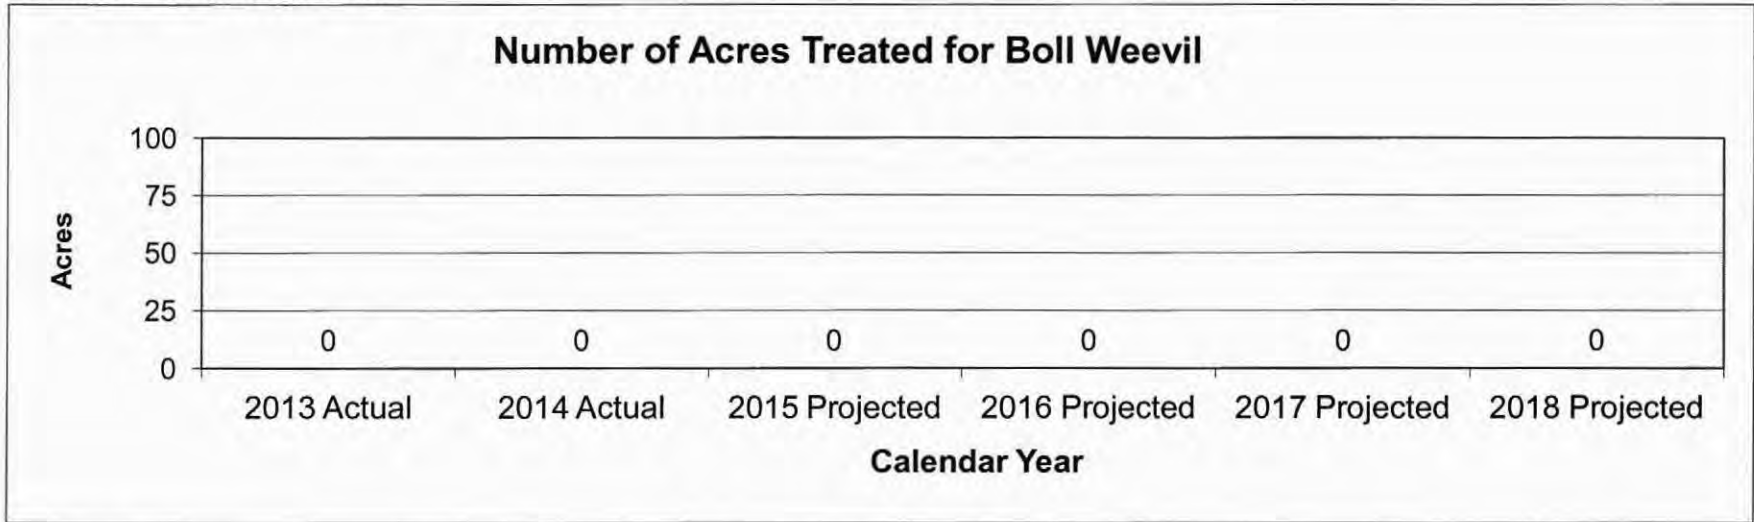 Number of Acres Treated for Boll Weevil
100
75
50
25
0
Acres
0 0 0 0 0 0
2013 Actual 2014 Actual 2015 Projected 2016 Projected 2017 Projected 2018 Projected
Calendar Year